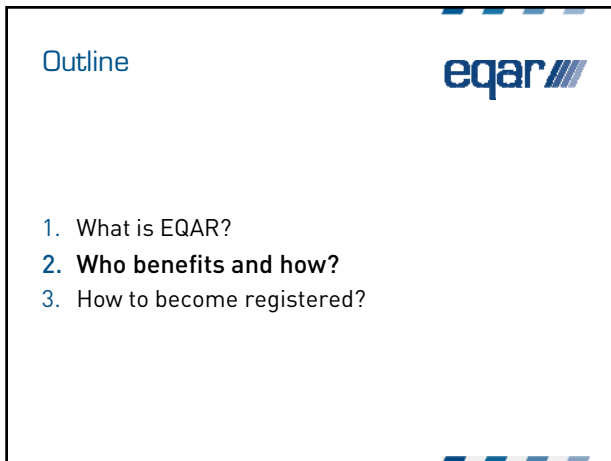 Outline
eqar
1. What is EQAR?
2. Who benefits and how?
3. How to become registered?